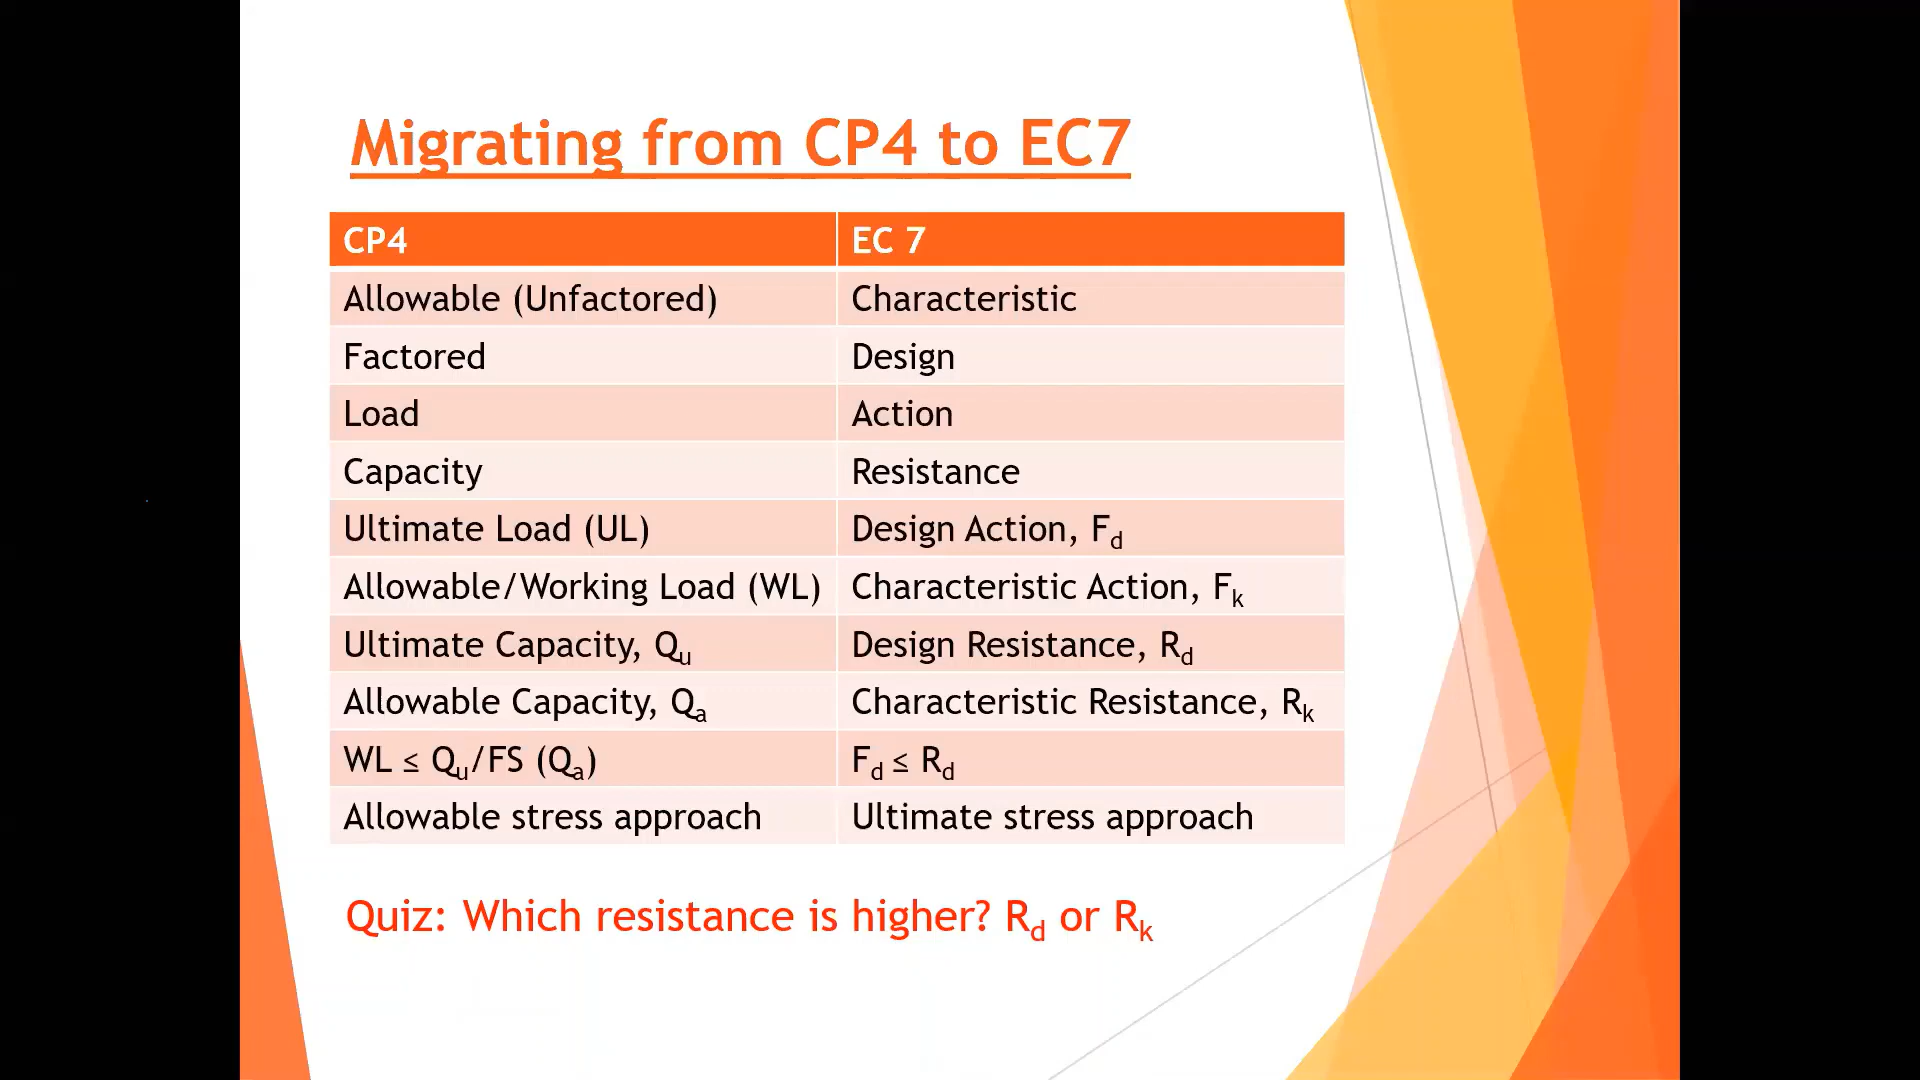 Migrating from CP4 to EC7
CP4 EC 7
Allowable (Unfactored) Characteristic
Factored Design
Load Action
Capacity Resistance
Ultimate Load (UL) Design Action, Fd
Allowable/Working Load (WL) Characteristic Action, Fk
Ultimate Capacity, Qu Design Resistance, Rd
Allowable Capacity, Qa Characteristic Resistance, Rk
WL ≤ Qu/FS (Qa) Fd ≤ Rd
Allowable stress approach Ultimate stress approach
Quiz: Which resistance is higher? Rd or Rk